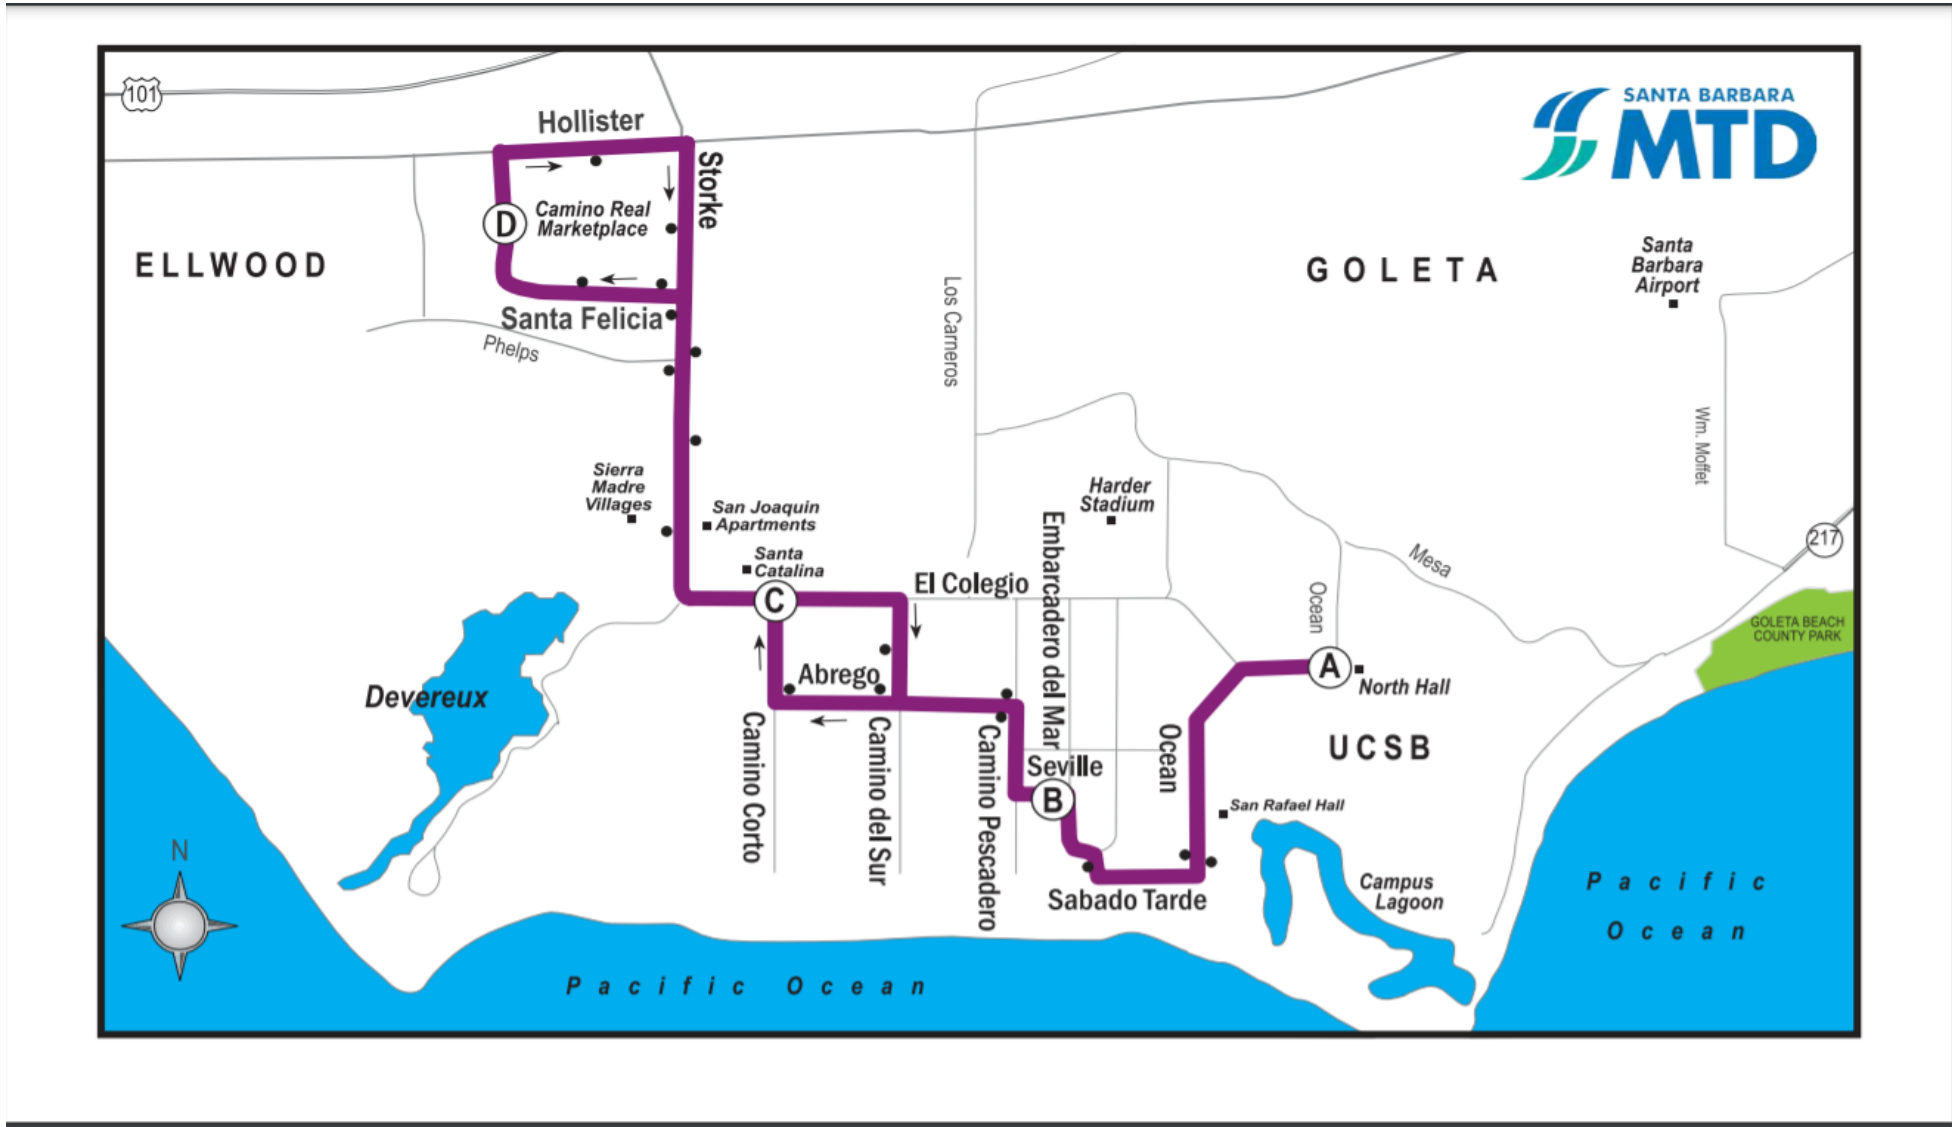 101
SANTA BARBARA
MTD
Hollister
Storke
D
Camino Real
Marketplace
ELLWOOD
GOLETA
Santa
Barbara
Airport
Santa Felicia
Phelps
Los Carneros
Wm. Moffet
Sierra
Madre
Villages
San Joaquin
Apartments
Harder
Stadium
217
Santa
Catalina
C
El Colegio
Embarcadero del Mar
Mesa
Ocean
GOLETA BEACH
COUNTY PARK
Abrego
A
North Hall
Devereux
Camino Corto
Camino del Sur
Camino Pescadero
Ocean
UCSB
Seville
B
San Rafael Hall
N
Sabado Tarde
Campus
Lagoon
Pacific
Ocean
Pacific Ocean